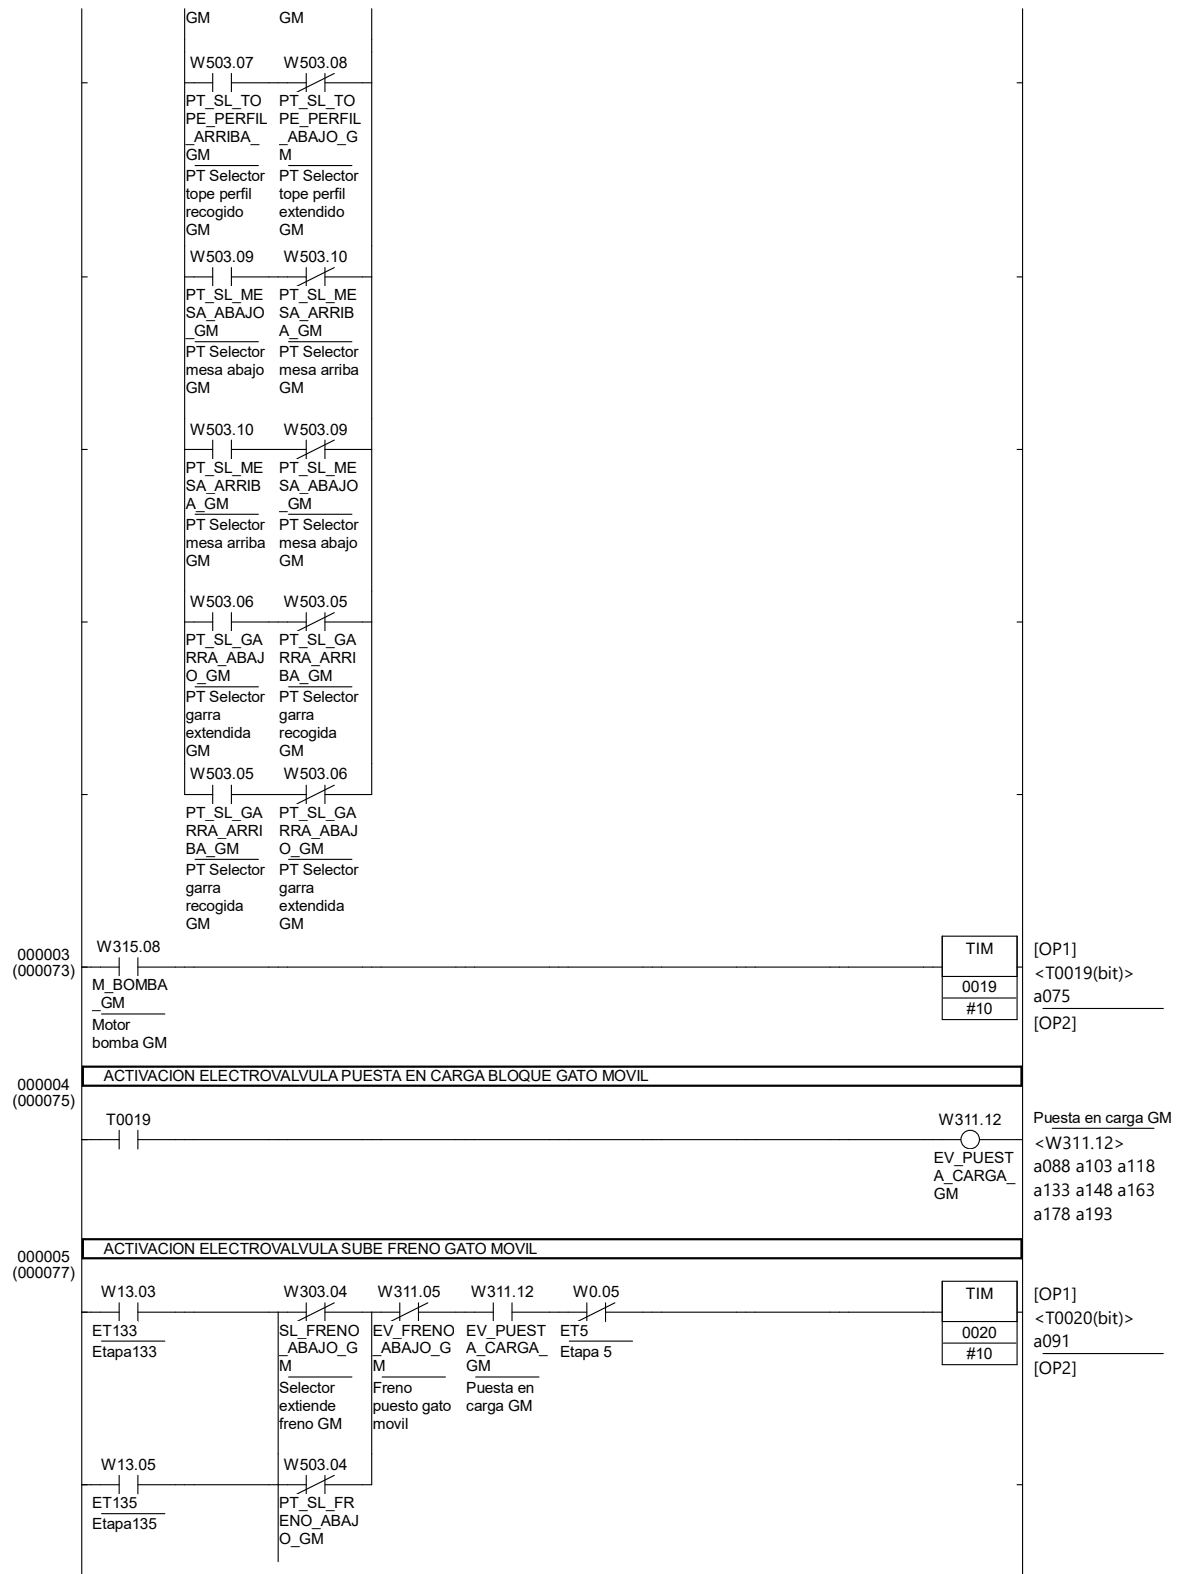 GM GM
W503.07 W503.08
PT_SL_TO PT_SL_TO
PE_PERFIL PE_PERFIL
_ARRIBA_ _ABAJO_G
GM M
PT Selector PT Selector
tope perfil tope perfil
recogido extendido
GM GM
W503.09 W503.10
PT_SL_ME PT_SL_ME
SA_ABAJO SA_ARRIB
_GM A_GM
PT Selector PT Selector
mesa abajo mesa arriba
GM GM
W503.10 W503.09
PT_SL_ME PT_SL_ME
SA_ARRIB SA_ABAJO
A_GM _GM
PT Selector PT Selector
mesa arriba mesa abajo
GM GM
W503.06 W503.05
PT_SL_GA PT_SL_GA
RRA_ABAJ RRA_ARRI
O_GM BA_GM
PT Selector PT Selector
garra garra
extendida recogida
GM GM
W503.05 W503.06
PT_SL_GA PT_SL_GA
RRA_ARRI RRA_ABAJ
BA_GM O_GM
PT Selector PT Selector
garra garra
recogida extendida
GM GM
000003 W315.08 TIM [OP1]
(000073) <T0019(bit)>
M_BOMBA 0019 a075
_GM #10 [OP2]
Motor
bomba GM
000004 ACTIVACION ELECTROVALVULA PUESTA EN CARGA BLOQUE GATO MOVIL
(000075)
T0019 W311.12 Puesta en carga GM
<W311.12>
EV_PUEST a088 a103 a118
A_CARGA_ a133 a148 a163
GM a178 a193
000005 ACTIVACION ELECTROVALVULA SUBE FRENO GATO MOVIL
(000077)
W13.03 W303.04 W311.05 W311.12 W0.05 TIM [OP1]
<T0020(bit)>
ET133 SL_FRENO EV_FRENO EV_PUEST ET5 0020 a091
Etapa133 _ABAJO_G _ABAJO_G A_CARGA_ Etapa 5 #10 [OP2]
M M GM
Selector Freno Puesta en
extiende puesto gato carga GM
freno GM movil
W13.05 W503.04
ET135 PT_SL_FR
Etapa135 ENO_ABAJ
O_GM